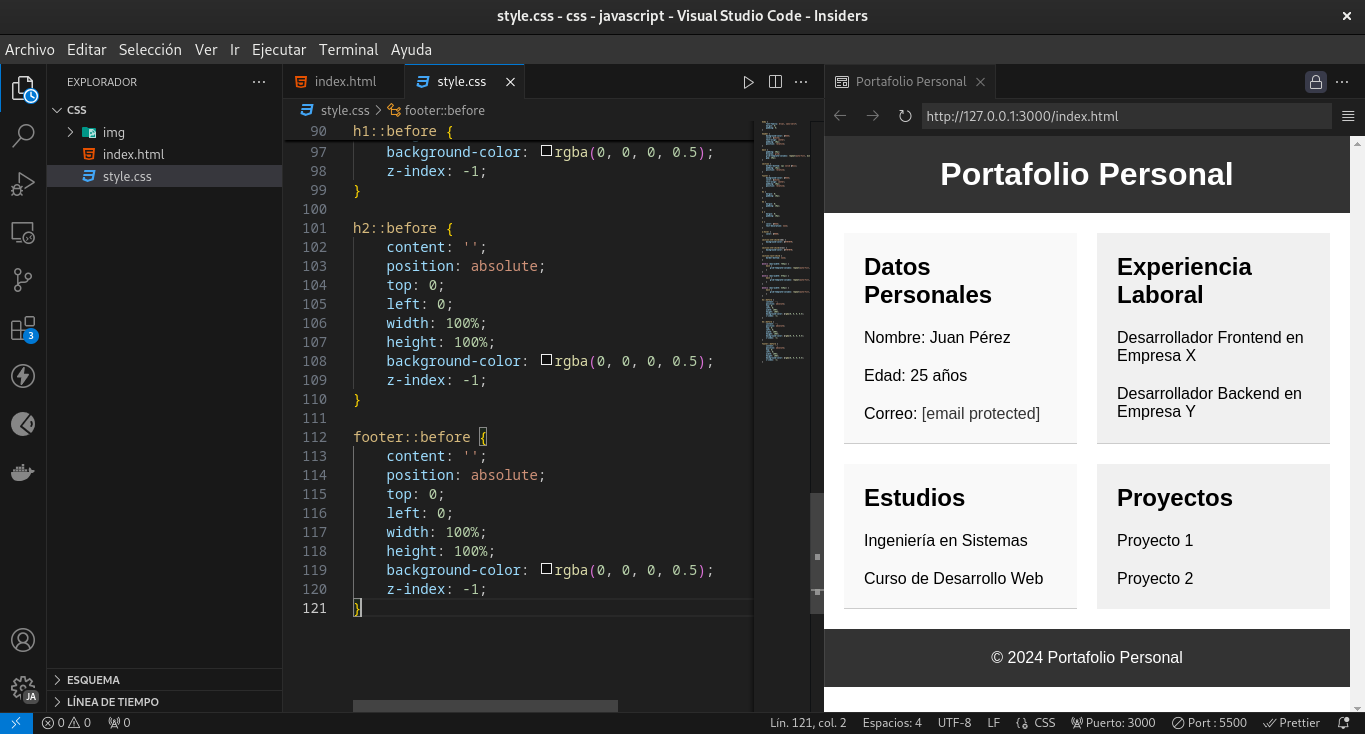 style.css - css - javascript - Visual Studio Code - Insiders
Archivo Editar Selección Ver Ir Ejecutar Terminal Ayuda
EXPLORADOR
CSS
img
index.html
style.css
ESQUEMA
LÍNEA DE TIEMPO
3
JA
index.html
style.css
style.css > footer::before
90 h1::before {
97 background-color: rgba(0, 0, 0, 0.5);
98 z-index: -1;
99 }
100
101 h2::before {
102 content: '';
103 position: absolute;
104 top: 0;
105 left: 0;
106 width: 100%;
107 height: 100%;
108 background-color: rgba(0, 0, 0, 0.5);
109 z-index: -1;
110 }
111
112 footer::before {
113 content: '';
114 position: absolute;
115 top: 0;
116 left: 0;
117 width: 100%;
118 height: 100%;
119 background-color: rgba(0, 0, 0, 0.5);
120 z-index: -1;
121 }
Portafolio Personal
http://127.0.0.1:3000/index.html
Portafolio Personal
Datos
Personales
Nombre: Juan Pérez
Edad: 25 años
Correo: [email protected]
Experiencia
Laboral
Desarrollador Frontend en
Empresa X
Desarrollador Backend en
Empresa Y
Estudios
Ingeniería en Sistemas
Curso de Desarrollo Web
Proyectos
Proyecto 1
Proyecto 2
© 2024 Portafolio Personal
0 0 0 Lín. 121, col. 2 Espacios: 4 UTF-8 LF CSS Puerto: 3000 Port : 5500 Prettier